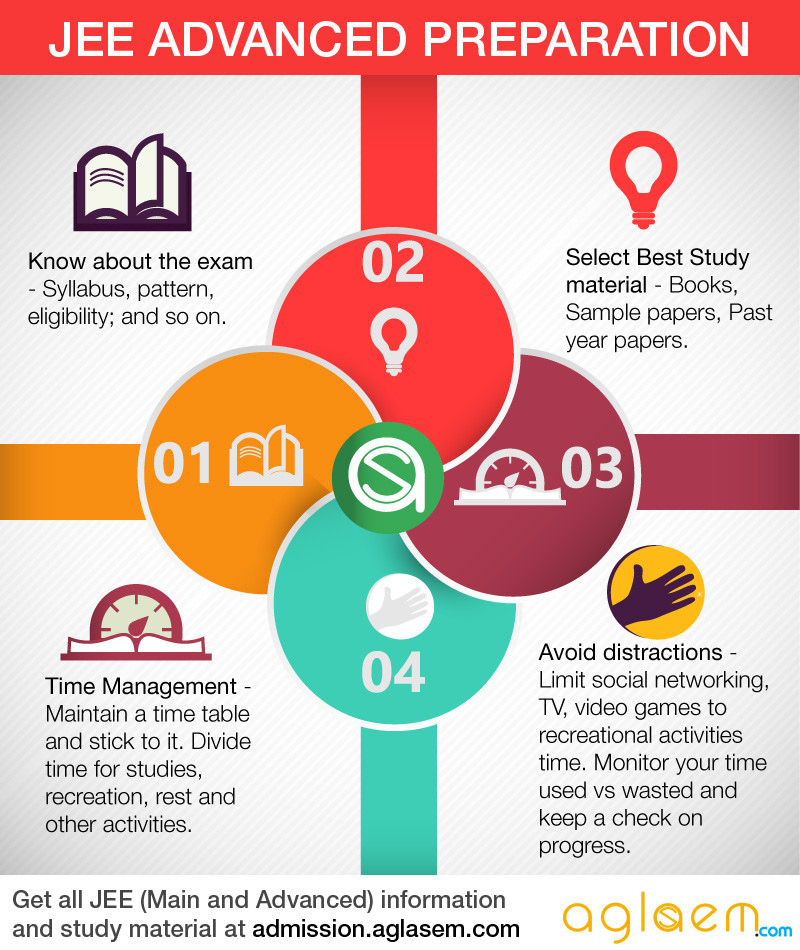 JEE ADVANCED PREPARATION
Know about the exam
- Syllabus, pattern,
eligibility; and so on.
Select Best Study
material - Books,
Sample papers, Past
year papers.
02
01
03
04
Time Management -
Maintain a time table
and stick to it. Divide
time for studies,
recreation, rest and
other activities.
Avoid distractions -
Limit social networking,
TV, video games to
recreational activities
time. Monitor your time
used vs wasted and
keep a check on
progress.
Get all JEE (Main and Advanced) information
and study material at admission.aglasem.com
aglasem.com